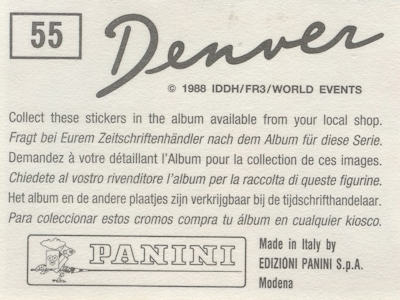 55
Denver
© 1988 IDDH/FR3/WORLD EVENTS
Collect these stickers in the album available from your local shop.
Fragt bei Eurem Zeitschriftenhändler nach dem Album für diese Serie.
Demandez à votre détaillant l'Album pour la collection de ces images.
Chiedete al vostro rivenditore l'album per la raccolta di queste figurine.
Het album en de andere plaatjes zijn verkrijgbaar bij de tijdschrifthandelaar.
Para coleccionar estos cromos compra tu álbum en cualquier kiosco.
PANINI
Made in Italy by
EDIZIONI PANINI S.p.A.
Modena